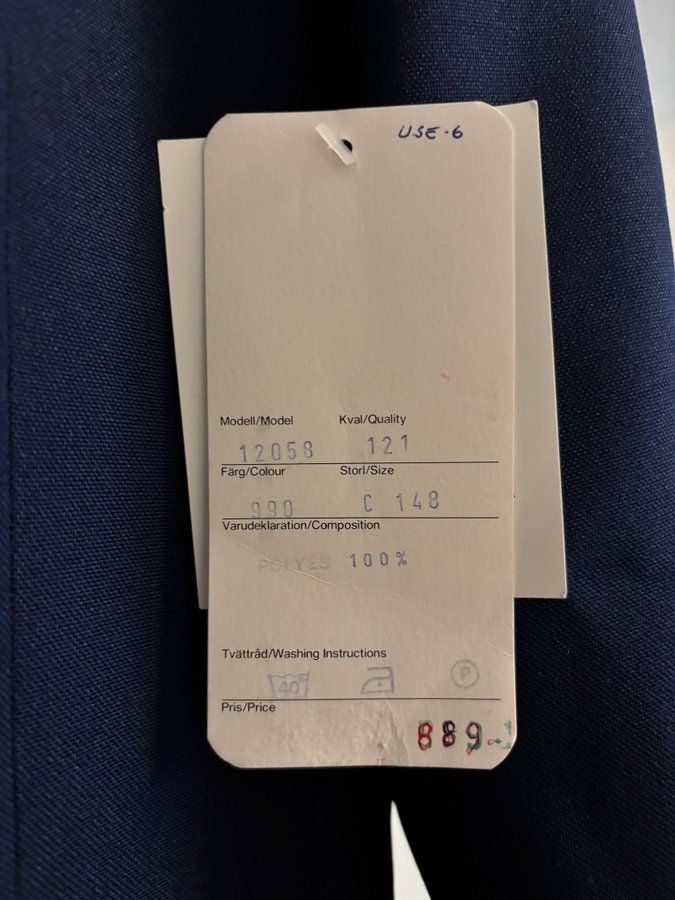 USE-6
Modell/Model Kval/Quality
12058 121
Färg/Colour Storl/Size
990 C 148
Varudeklaration/Composition
POLYES 100%
Tvättråd/Washing Instructions
40° P
Pris/Price
889.-